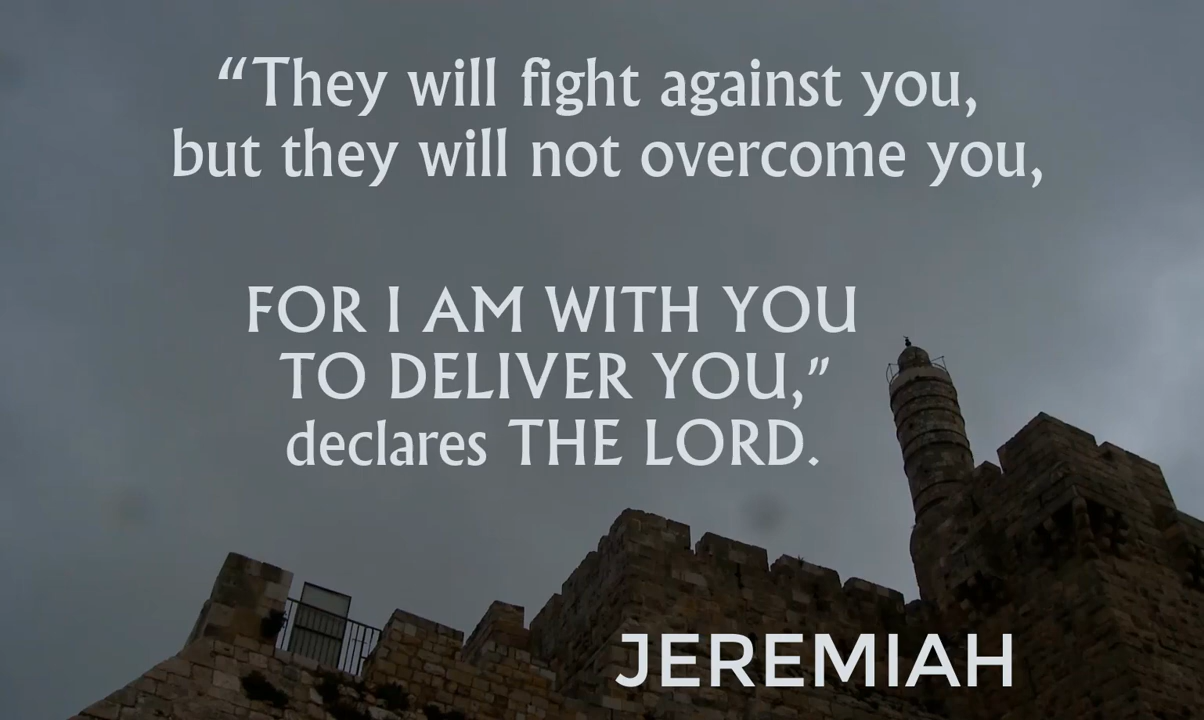 “They will fight against you,
but they will not overcome you,
FOR I AM WITH YOU
TO DELIVER YOU,”
declares THE LORD.
JEREMIAH